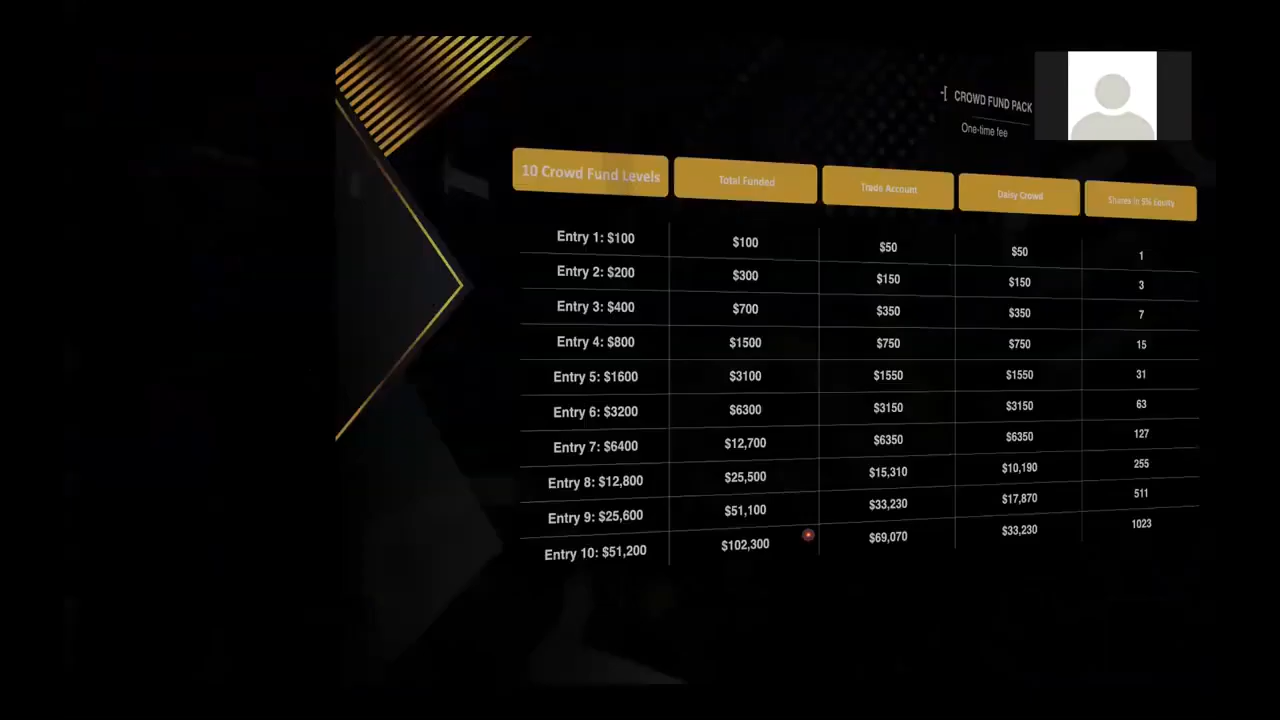 CROWD FUND PACK
One-time fee
10 Crowd Fund Levels Total Funded Trade Account Daisy Crowd Shares in 5% Equity
Entry 1: $100 $100 $50 $50 1
Entry 2: $200 $300 $150 $150 3
Entry 3: $400 $700 $350 $350 7
Entry 4: $800 $1500 $750 $750 15
Entry 5: $1600 $3100 $1550 $1550 31
Entry 6: $3200 $6300 $3150 $3150 63
Entry 7: $6400 $12,700 $6350 $6350 127
Entry 8: $12,800 $25,500 $15,310 $10,190 255
Entry 9: $25,600 $51,100 $33,230 $17,870 511
Entry 10: $51,200 $102,300 $69,070 $33,230 1023